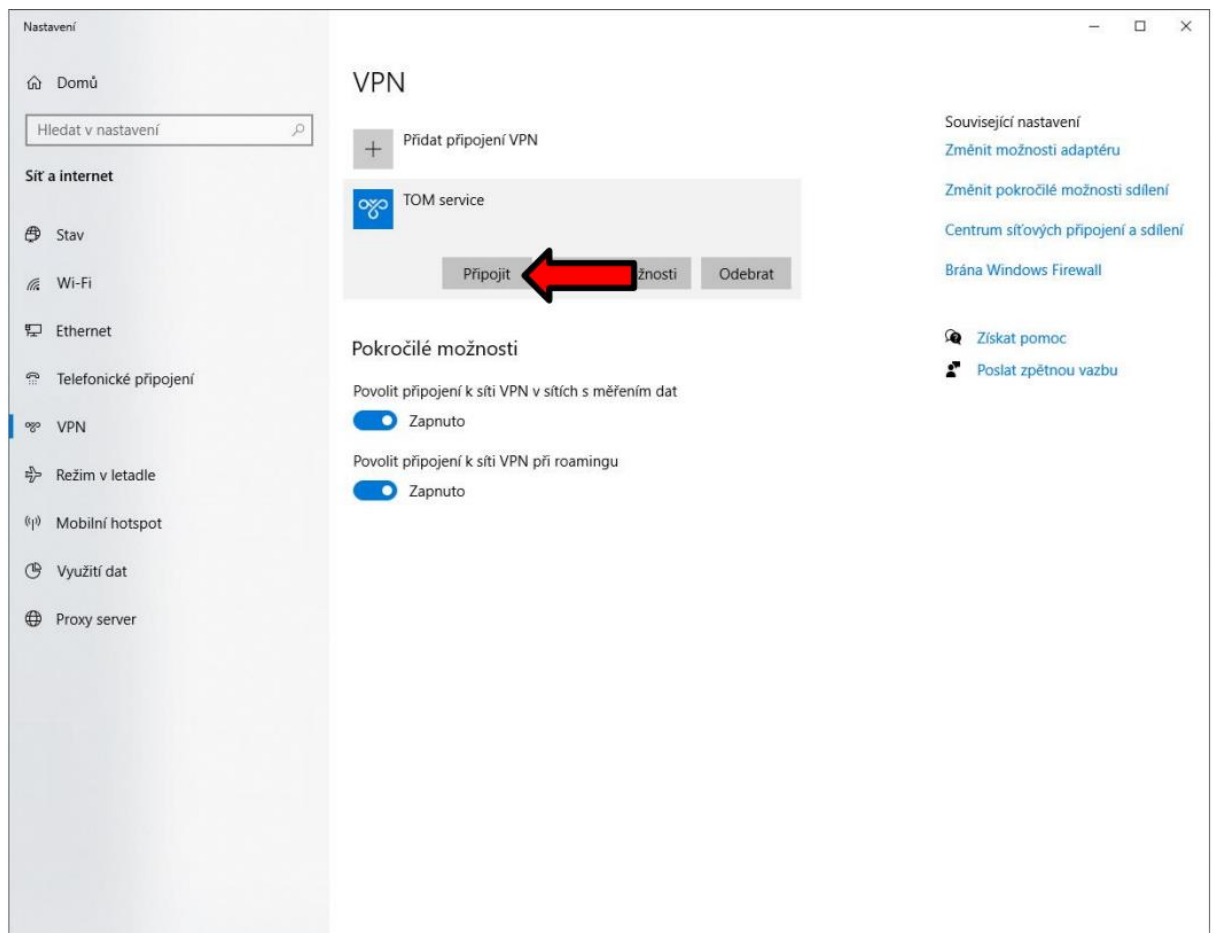 Nastavení
Domů
Hledat v nastavení
Síť a internet
Stav
Wi-Fi
Ethernet
Telefonické připojení
VPN
Režim v letadle
Mobilní hotspot
Využití dat
Proxy server
VPN
Přidat připojení VPN
TOM service
Připojit
Odebrat
Pokročilé možnosti
Povolit připojení k síti VPN v sítích s měřením dat
Zapnuto
Povolit připojení k síti VPN při roamingu
Zapnuto
Související nastavení
Změnit možnosti adaptéru
Změnit pokročilé možnosti sdílení
Centrum síťových připojení a sdílení
Brána Windows Firewall
Získat pomoc
Poslat zpětnou vazbu